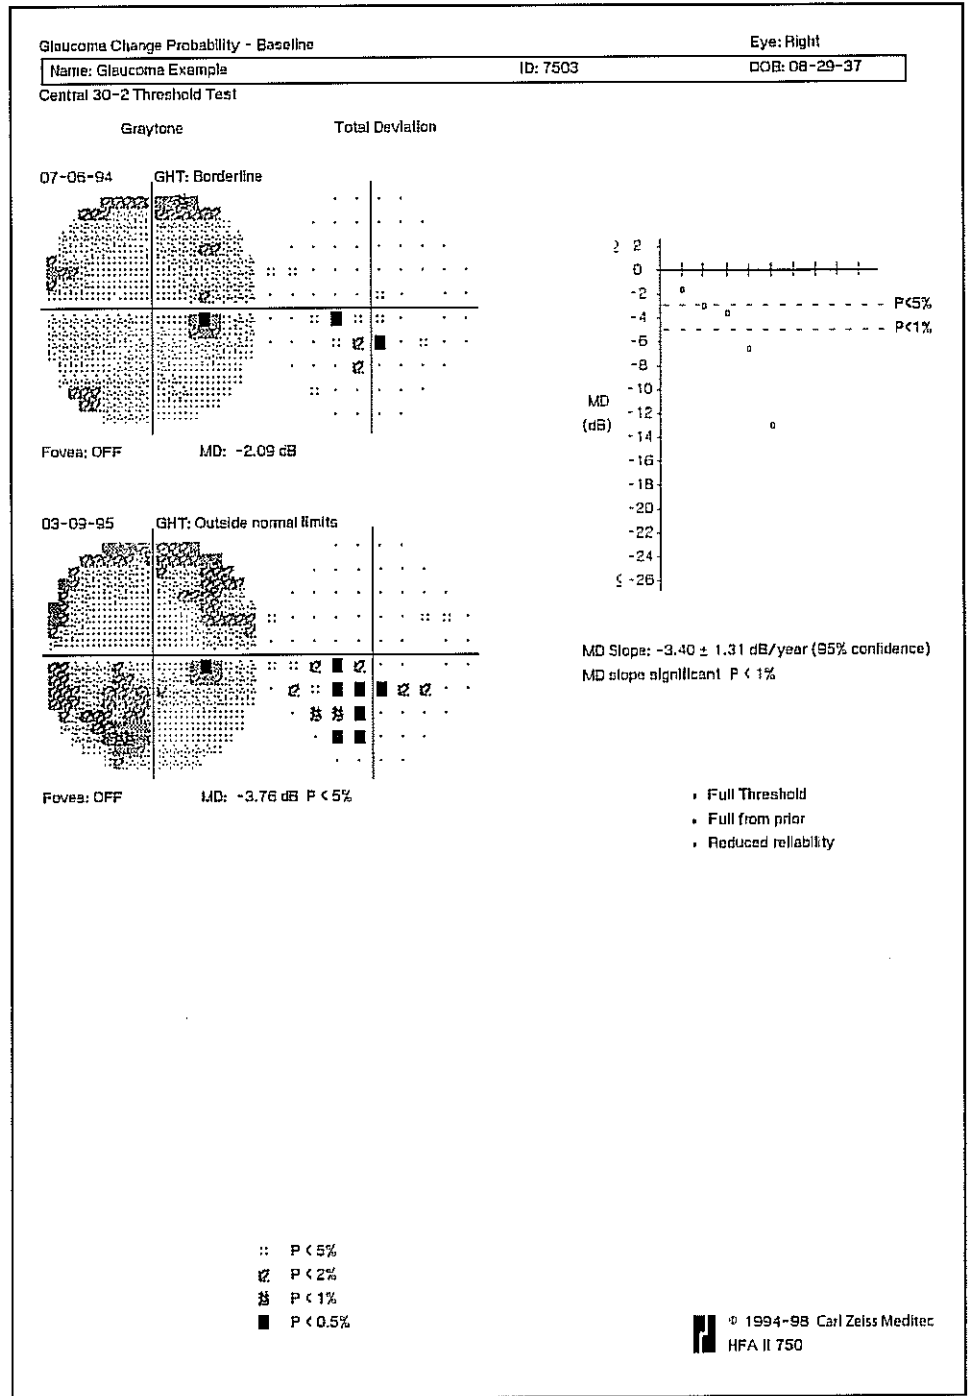 Glaucoma Change Probability - Baseline
Eye: Right
Name: Glaucoma Example ID: 7503 DOB: 08-29-37
Central 30-2 Threshold Test
Graytone Total Deviation
07-06-94 GHT: Borderline
Fovea: OFF MD: -2.09 dB
03-09-95 GHT: Outside normal limits
Fovea: OFF MD: -3.76 dB P < 5%
2
0
-2
-4
-6
-8
-10
-12
-14
-16
-18
-20
-22
-24
-26
MD
(dB)
P<5%
P<1%
MD Slope: -3.40 ± 1.31 dB/year (95% confidence)
MD slope significant P < 1%
Full Threshold
Full from prior
Reduced reliability
P < 5%
P < 2%
P < 1%
P < 0.5%
© 1994-98 Carl Zeiss Meditec
HFA II 750